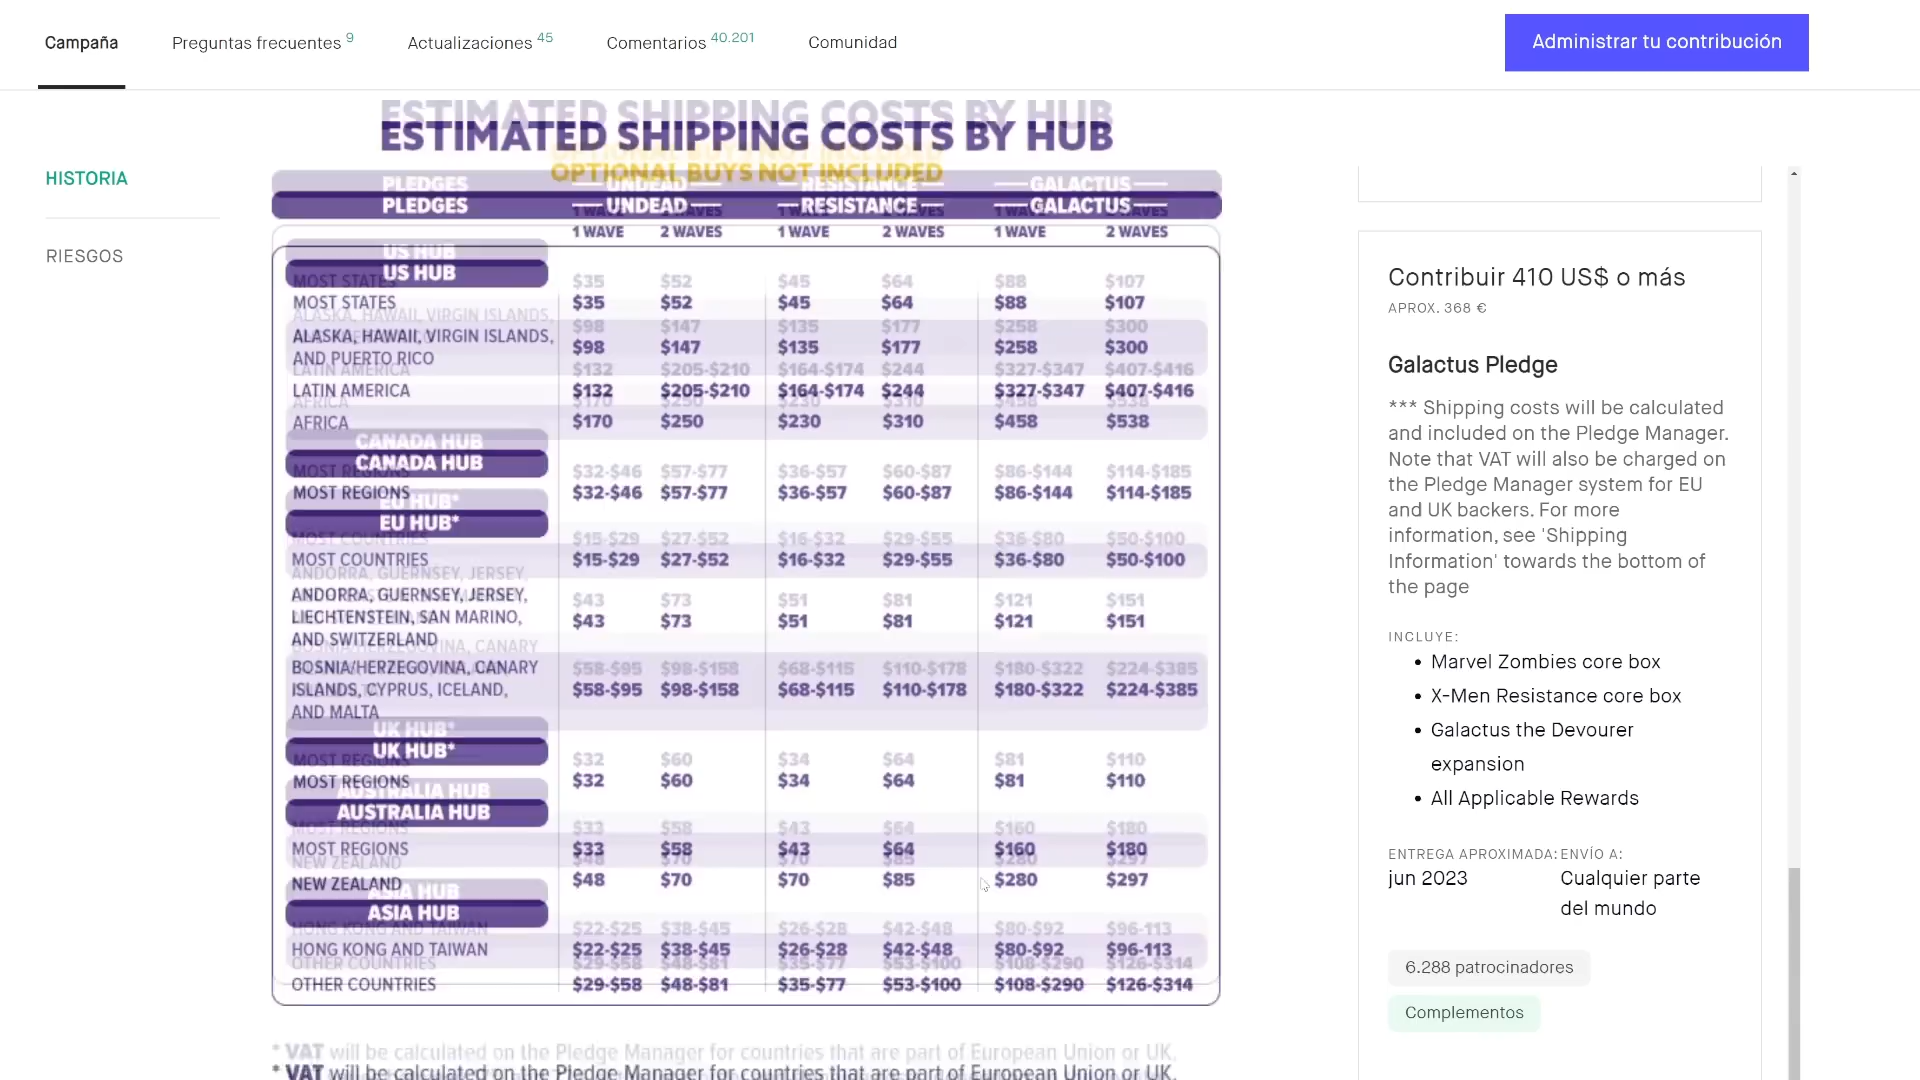 Campaña
Preguntas frecuentes 9
Actualizaciones 45
Comentarios 40.201
Comunidad
Administrar tu contribución
HISTORIA
RIESGOS
ESTIMATED SHIPPING COSTS BY HUB
OPTIONAL BUYS NOT INCLUDED
PLEDGES UNDEAD RESISTANCE GALACTUS
1 WAVE 2 WAVES 1 WAVE 2 WAVES 1 WAVE 2 WAVES
US HUB
MOST STATES $35 $52 $45 $64 $88 $107
ALASKA, HAWAII, VIRGIN ISLANDS,
AND PUERTO RICO $98 $147 $135 $177 $258 $300
LATIN AMERICA $132 $205-$210 $164-$174 $244 $327-$347 $407-$416
AFRICA $170 $250 $230 $310 $458 $538
CANADA HUB
MOST REGIONS $32-$46 $57-$77 $36-$57 $60-$87 $86-$144 $114-$185
EU HUB*
MOST COUNTRIES $15-$29 $27-$52 $16-$32 $29-$55 $36-$80 $50-$100
ANDORRA, GUERNSEY, JERSEY,
LIECHTENSTEIN, SAN MARINO, $43 $73 $51 $81 $121 $151
AND SWITZERLAND
BOSNIA/HERZEGOVINA, CANARY
ISLANDS, CYPRUS, ICELAND, $58-$95 $98-$158 $68-$115 $110-$178 $180-$322 $224-$385
AND MALTA
UK HUB*
MOST REGIONS $32 $60 $34 $64 $81 $110
AUSTRALIA HUB
MOST REGIONS $33 $58 $43 $64 $160 $180
NEW ZEALAND $48 $70 $70 $85 $280 $297
ASIA HUB
HONG KONG AND TAIWAN $22-$25 $38-$45 $26-$28 $42-$48 $80-$92 $96-113
OTHER COUNTRIES $29-$58 $48-$81 $35-$77 $53-$100 $108-$290 $126-$314
* VAT will be calculated on the Pledge Manager for countries that are part of European Union or UK.
Contribuir 410 US$ o más
APROX. 368 €
Galactus Pledge
*** Shipping costs will be calculated
and included on the Pledge Manager.
Note that VAT will also be charged on
the Pledge Manager system for EU
and UK backers. For more
information, see 'Shipping
Information' towards the bottom of
the page
INCLUYE:
• Marvel Zombies core box
• X-Men Resistance core box
• Galactus the Devourer
expansion
• All Applicable Rewards
ENTREGA APROXIMADA: ENVÍO A:
jun 2023 Cualquier parte
del mundo
6.288 patrocinadores
Complementos